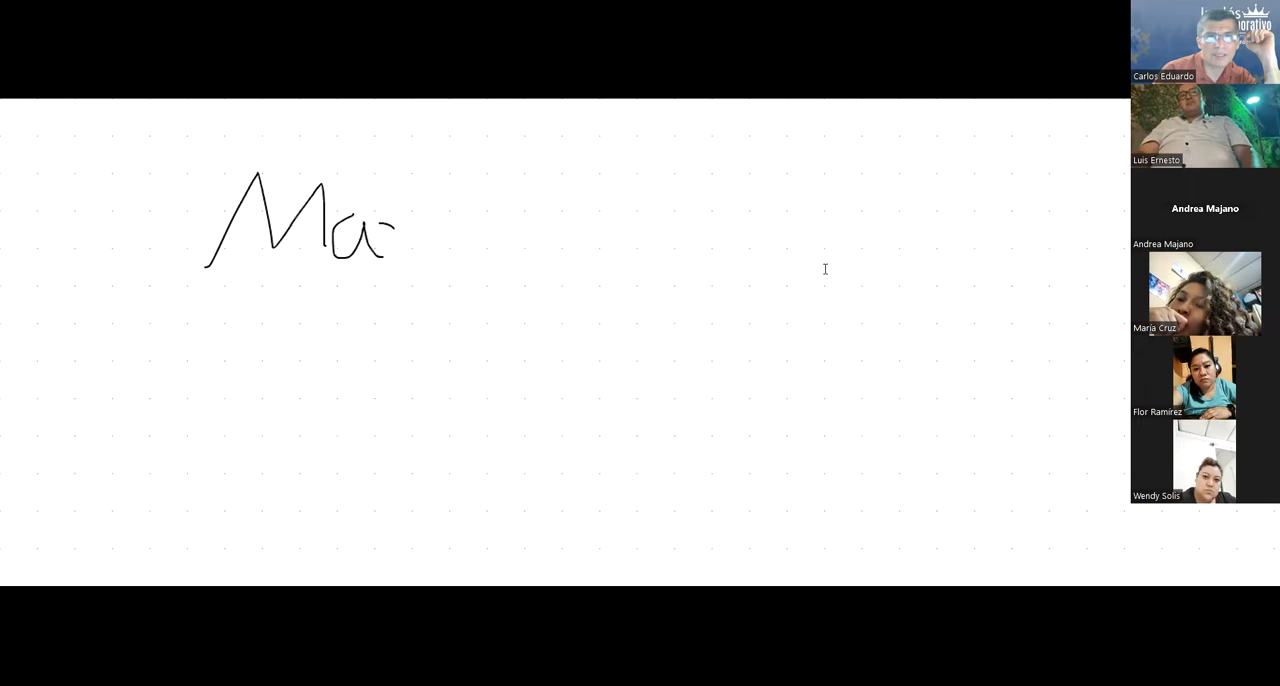 Ma
Carlos Eduardo
Luis Ernesto
Andrea Majano
Andrea Majano
María Cruz
Flor Ramírez
Wendy Solis